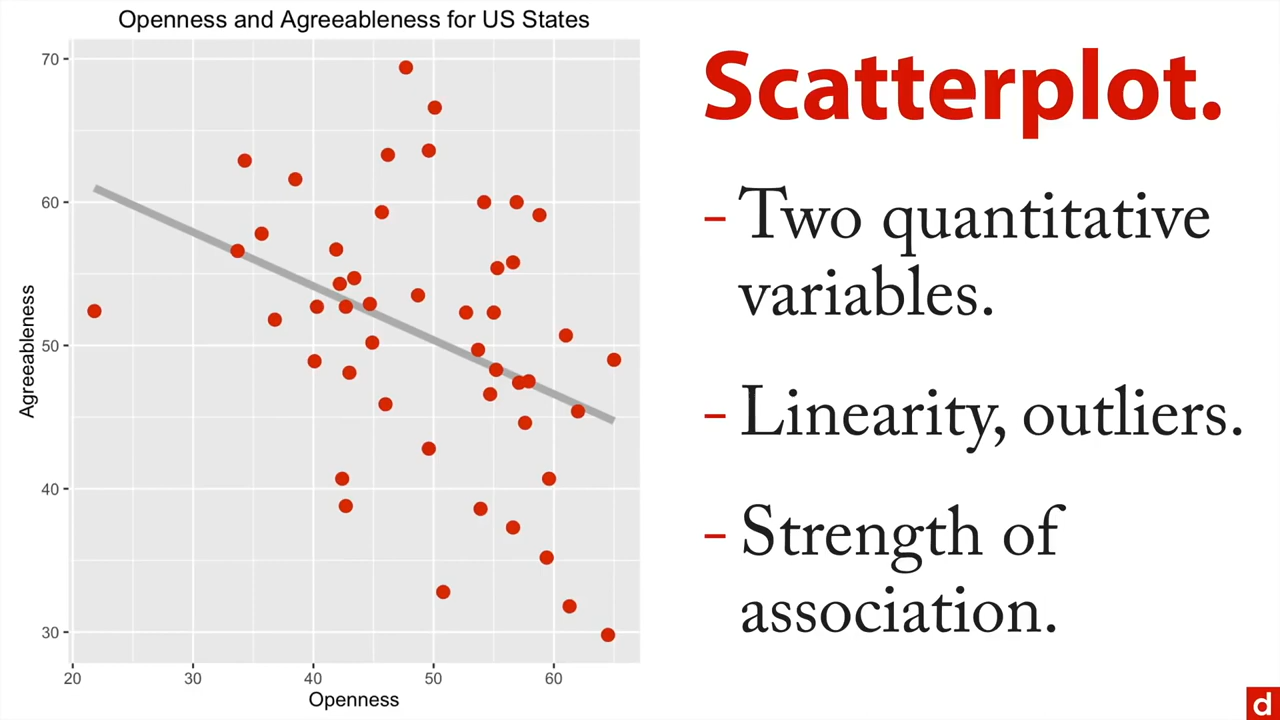 Openness and Agreeableness for US States
70
60
50
40
30
Agreeableness
20 30 40 50 60
Openness
Scatterplot.
- Two quantitative
variables.
- Linearity, outliers.
- Strength of
association.
d